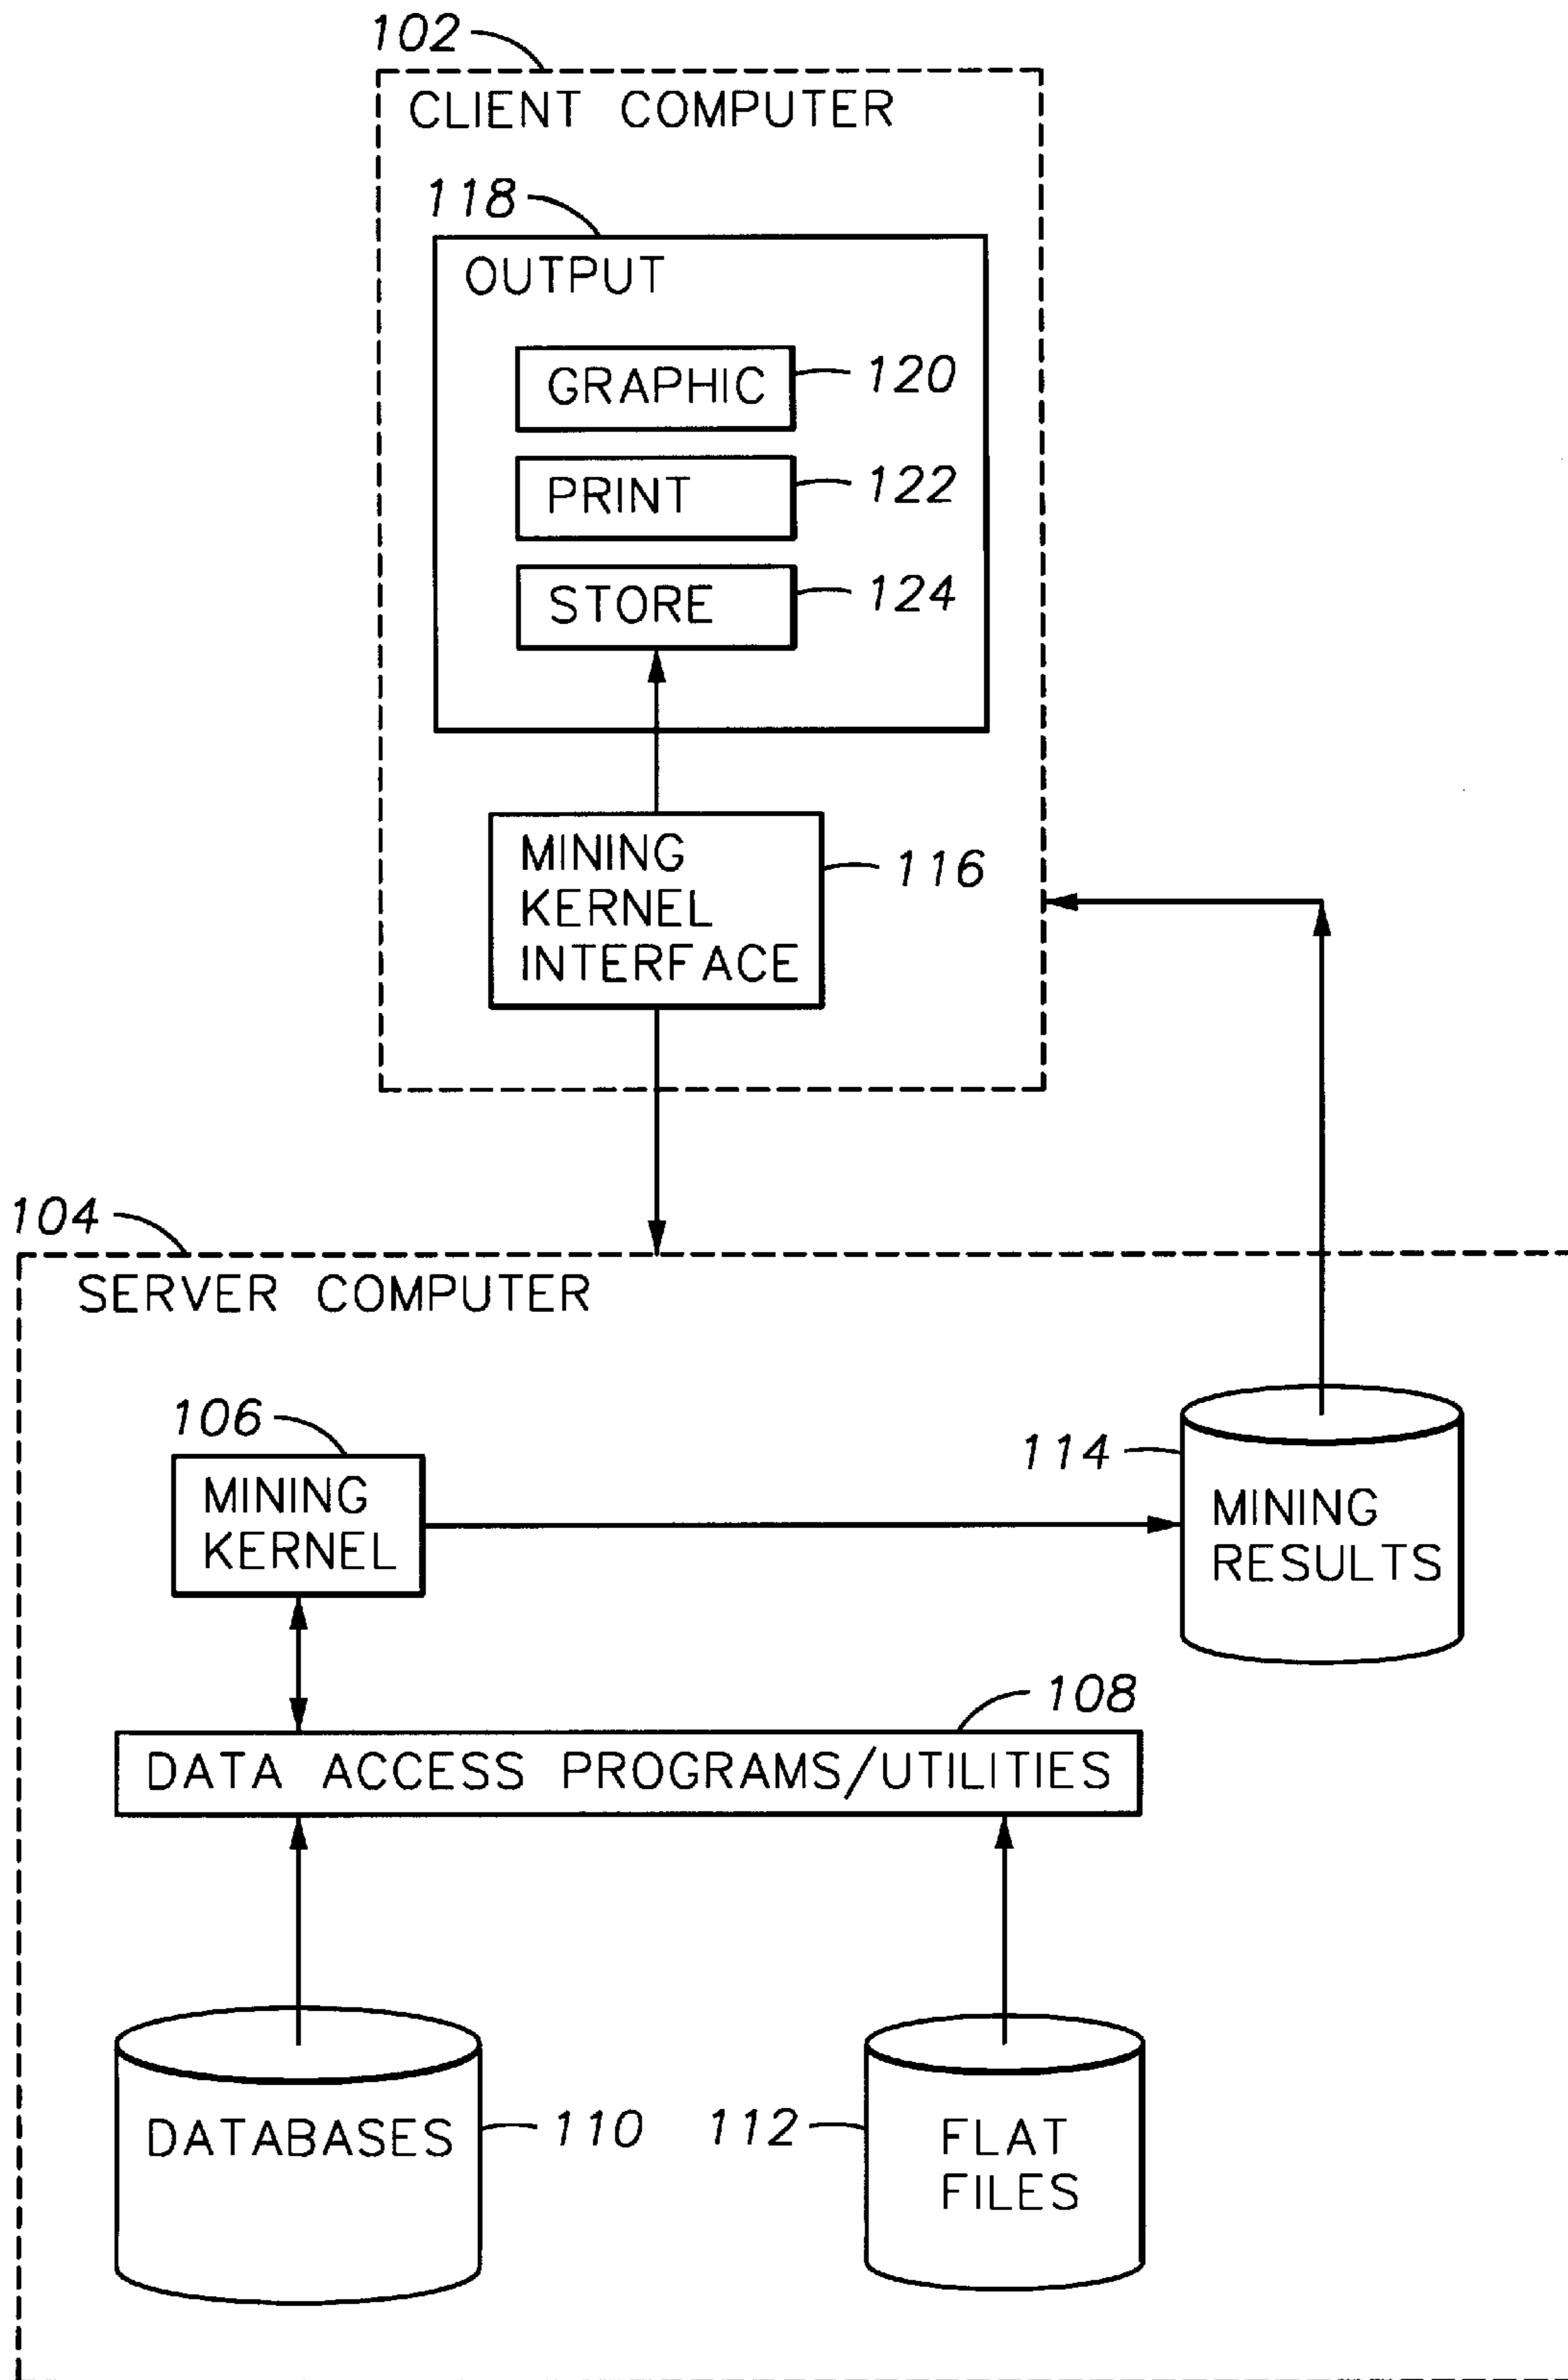 102
CLIENT COMPUTER
118
OUTPUT
GRAPHIC
120
PRINT
122
STORE
124
MINING
KERNEL
INTERFACE
116
104
SERVER COMPUTER
106
MINING
KERNEL
114
MINING
RESULTS
108
DATA ACCESS PROGRAMS/UTILITIES
DATABASES
110
112
FLAT
FILES